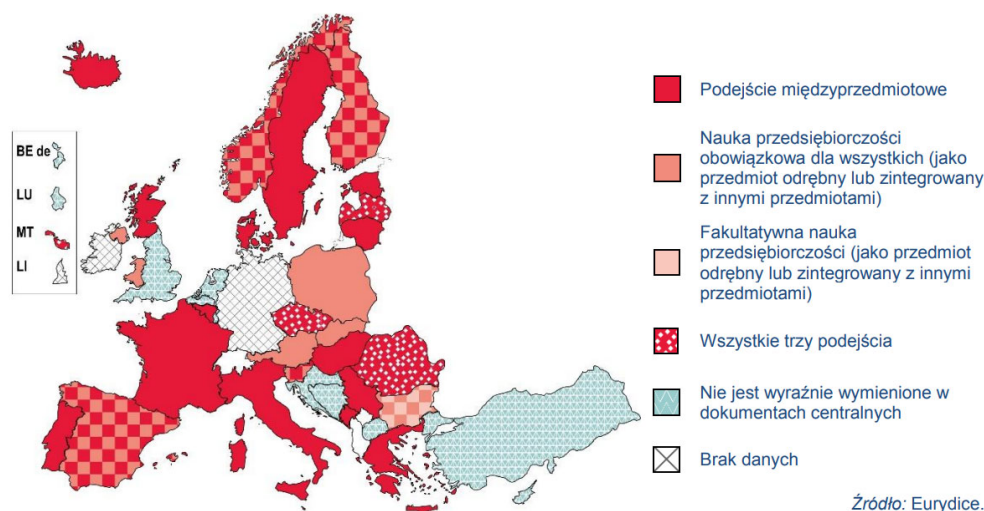 BE de
LU
MT
LI
Podejście międzyprzedmiotowe
Nauka przedsiębiorczości
obowiązkowa dla wszystkich (jako
przedmiot odrębny lub zintegrowany
z innymi przedmiotami)
Fakultatywna nauka
przedsiębiorczości (jako przedmiot
odrębny lub zintegrowany z innymi
przedmiotami)
Wszystkie trzy podejścia
Nie jest wyraźnie wymienione w
dokumentach centralnych
Brak danych
Źródło: Eurydice.